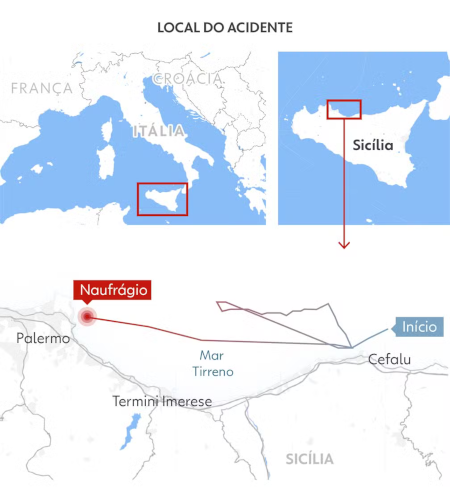 LOCAL DO ACIDENTE
FRANÇA
CROÁCIA
ITÁLIA
Sicília
Naufrágio
Início
Palermo
Mar
Tirreno
Cefalu
Termini Imerese
SICÍLIA